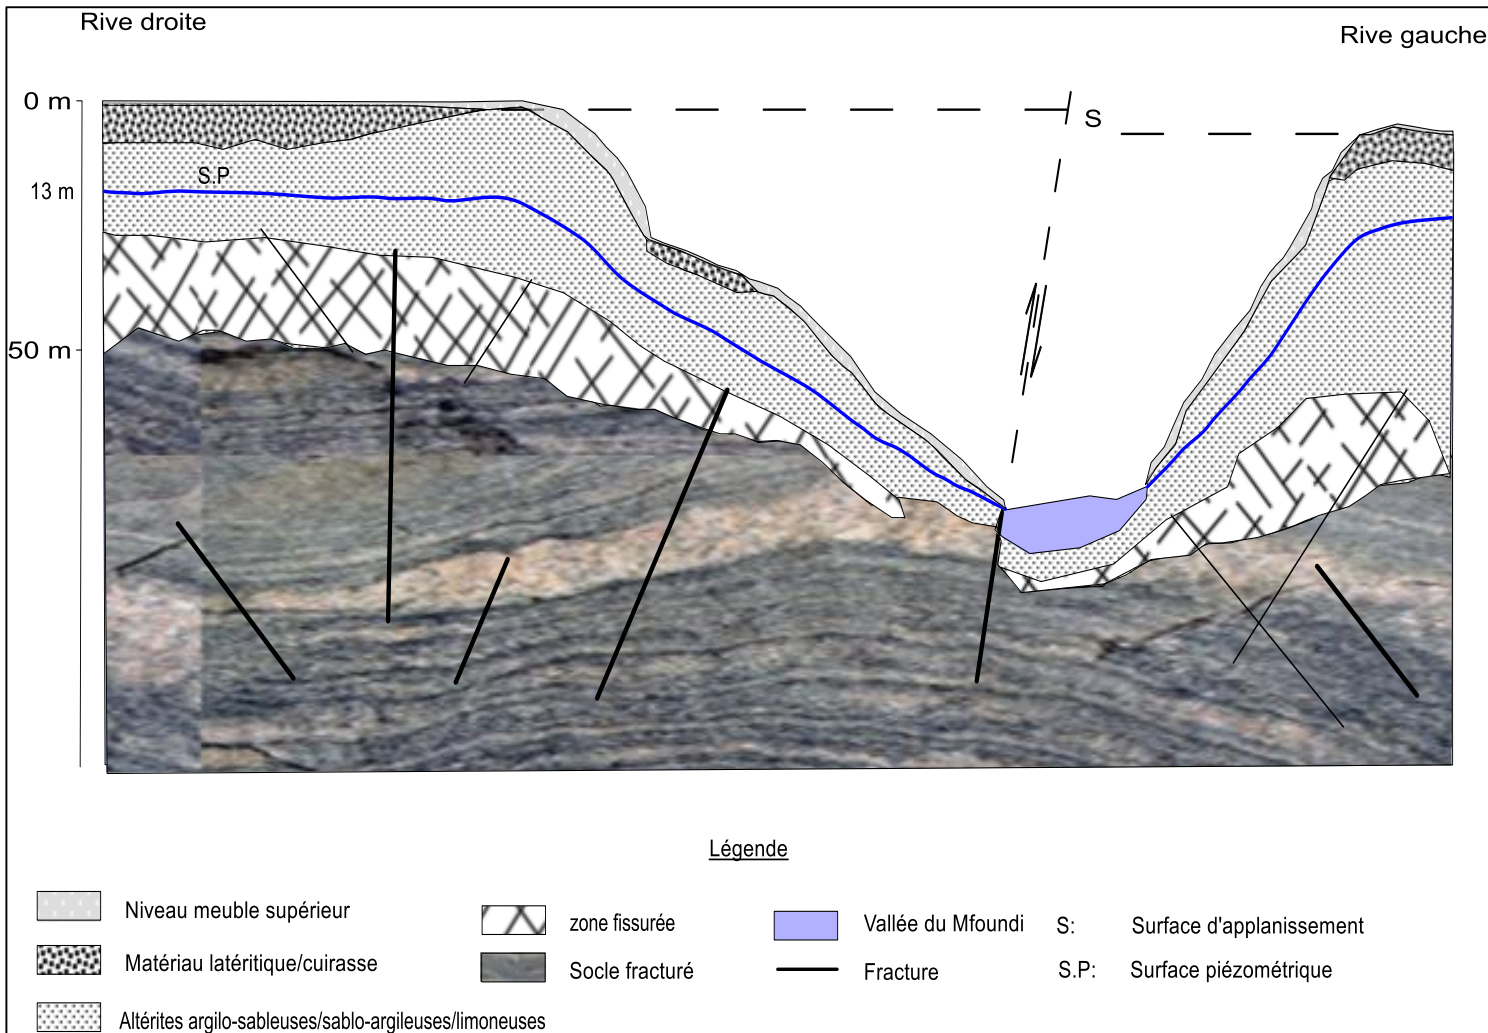 Rive droite
Rive gauche
0 m
S
S.P
13 m
50 m
Légende
Niveau meuble supérieur
zone fissurée
Vallée du Mfoundi
S: Surface d'applanissement
Matériau latéritique/cuirasse
Socle fracturé
Fracture
S.P: Surface piézométrique
Altérites argilo-sableuses/sablo-argileuses/limoneuses